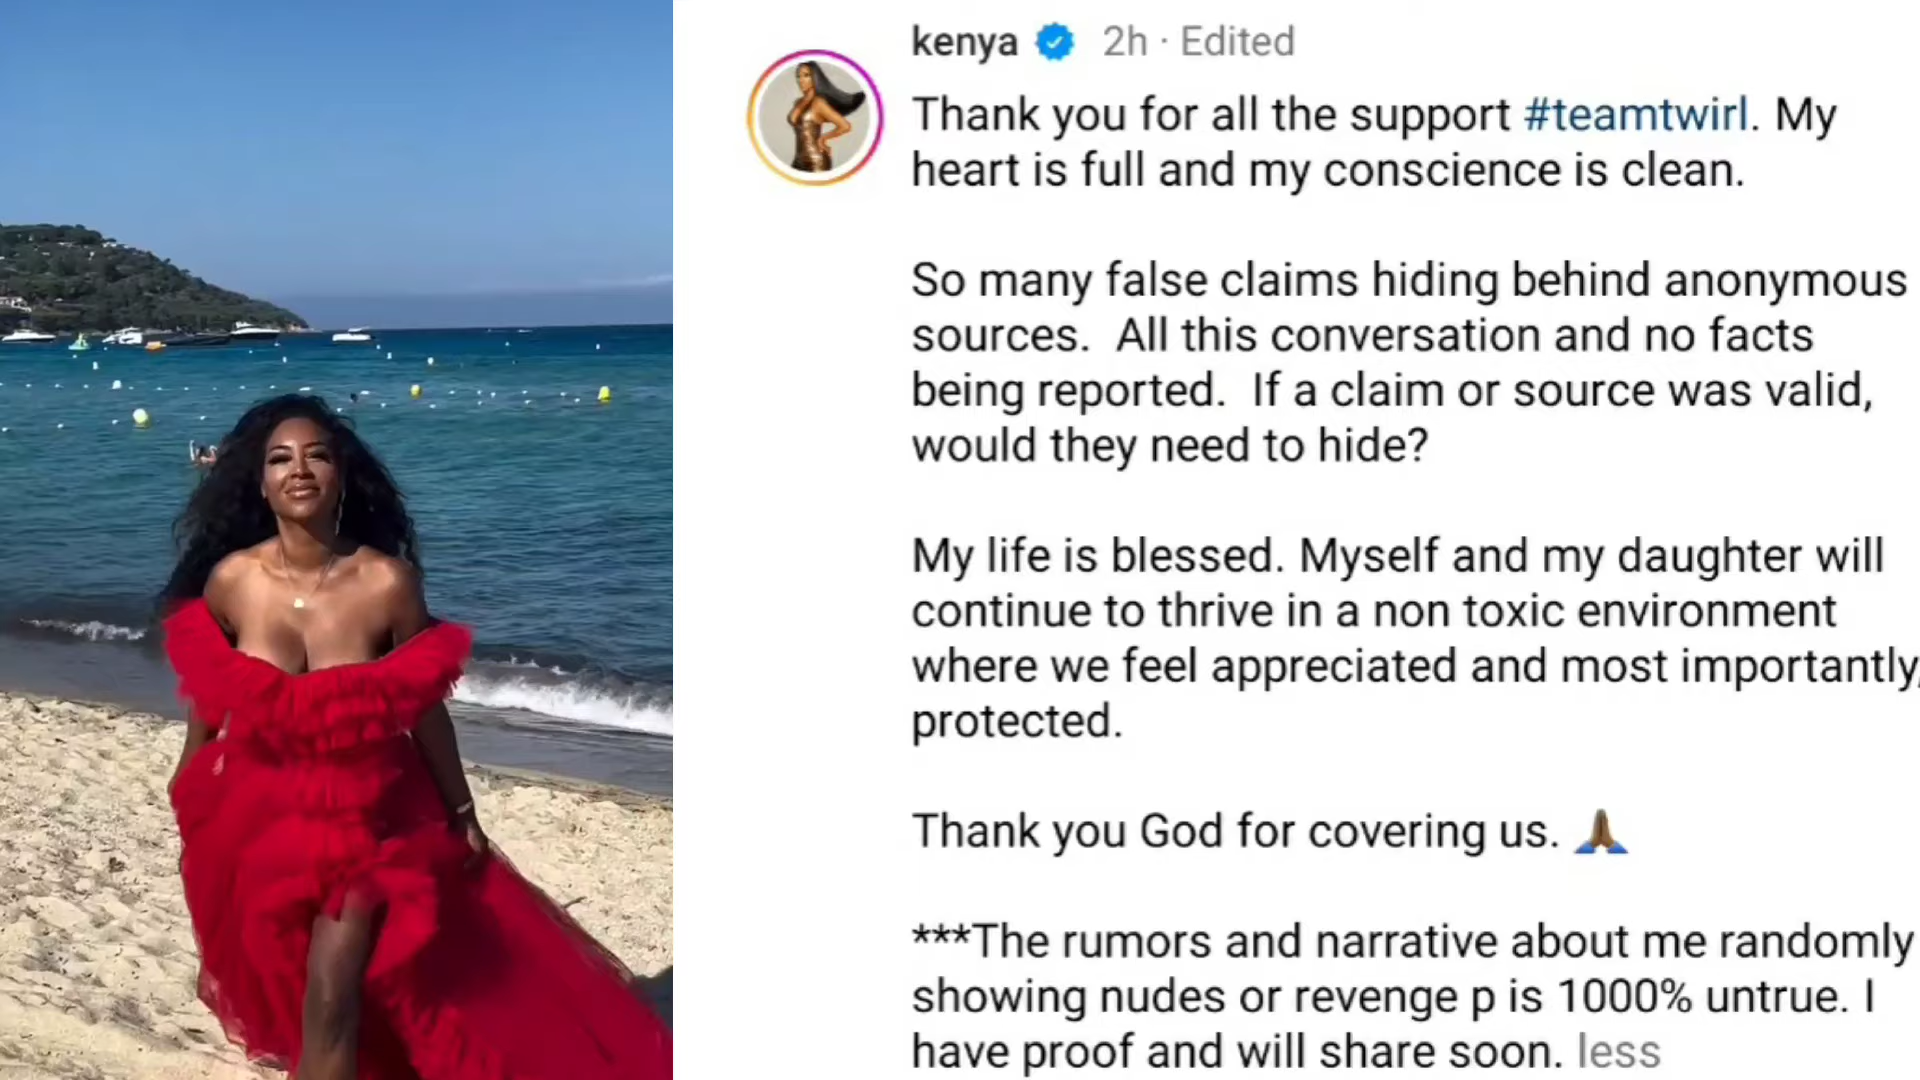 kenya 2h · Edited
Thank you for all the support #teamtwirl. My
heart is full and my conscience is clean.
So many false claims hiding behind anonymous
sources.  All this conversation and no facts
being reported.  If a claim or source was valid,
would they need to hide?
My life is blessed. Myself and my daughter will
continue to thrive in a non toxic environment
where we feel appreciated and most importantly,
protected.
Thank you God for covering us. 🙏🏾
***The rumors and narrative about me randomly
showing nudes or revenge p is 1000% untrue. I
have proof and will share soon. less